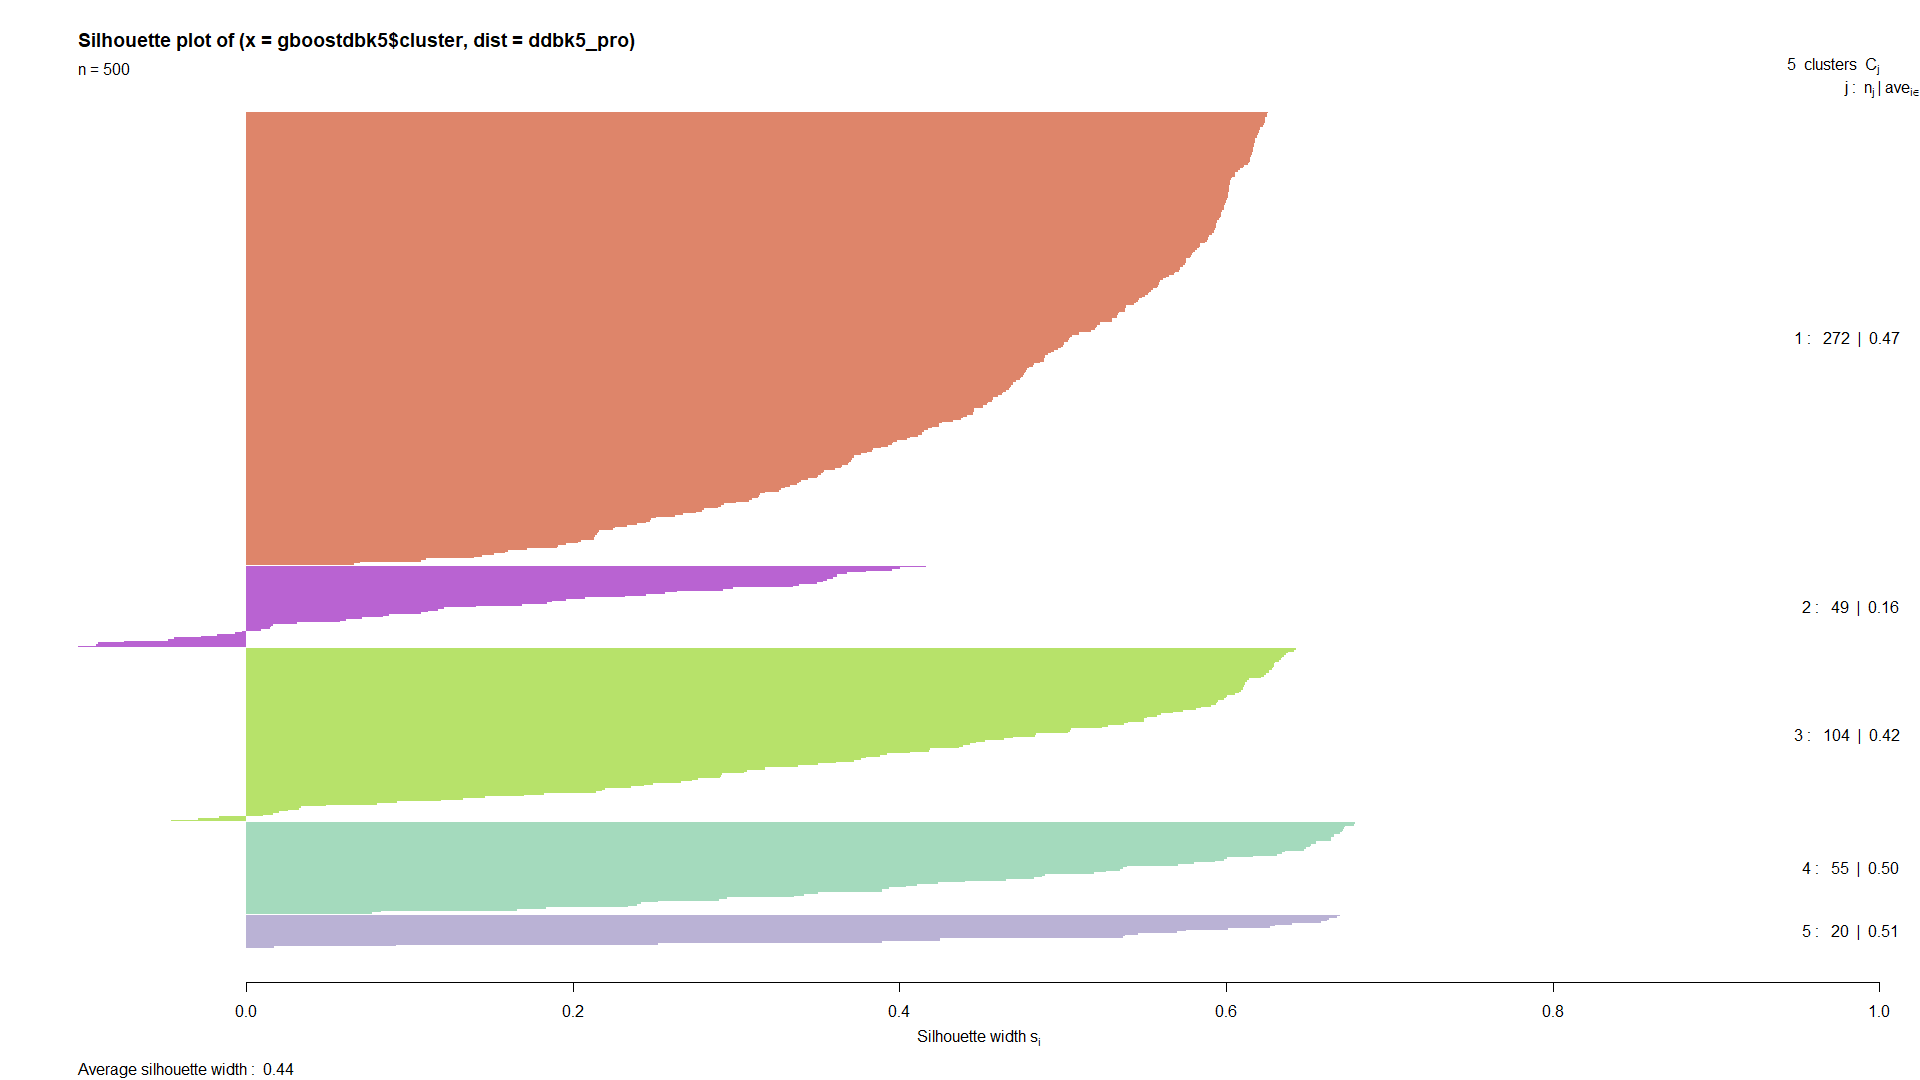 Silhouette plot of (x = gboostdbk5$cluster, dist = ddbk5_pro)
n = 500
5 clusters Cj
j : nj | avei∈
1 : 272 | 0.47
2 : 49 | 0.16
3 : 104 | 0.42
4 : 55 | 0.50
5 : 20 | 0.51
0.0 0.2 0.4 0.6 0.8 1.0
Silhouette width si
Average silhouette width : 0.44